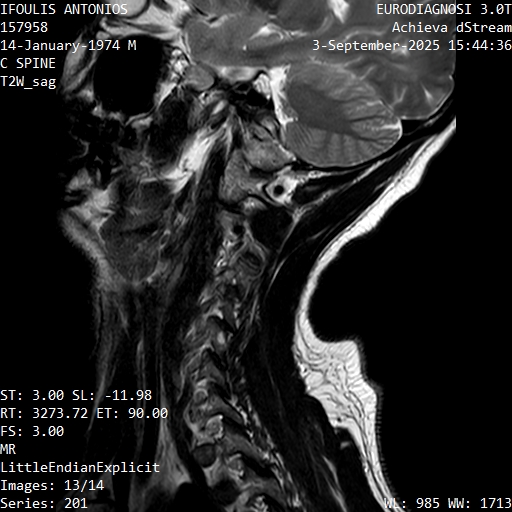 IFOULIS ANTONIOS
EURODIAGNOSI 3.0T
157958
Achieva dStream
14-January-1974 M
3-September-2025 15:44:36
C SPINE
T2W_sag
ST: 3.00 SL: -11.98
RT: 3273.72 ET: 90.00
FS: 3.00
MR
LittleEndianExplicit
Images: 13/14
Series: 201
WL: 985 WW: 1713